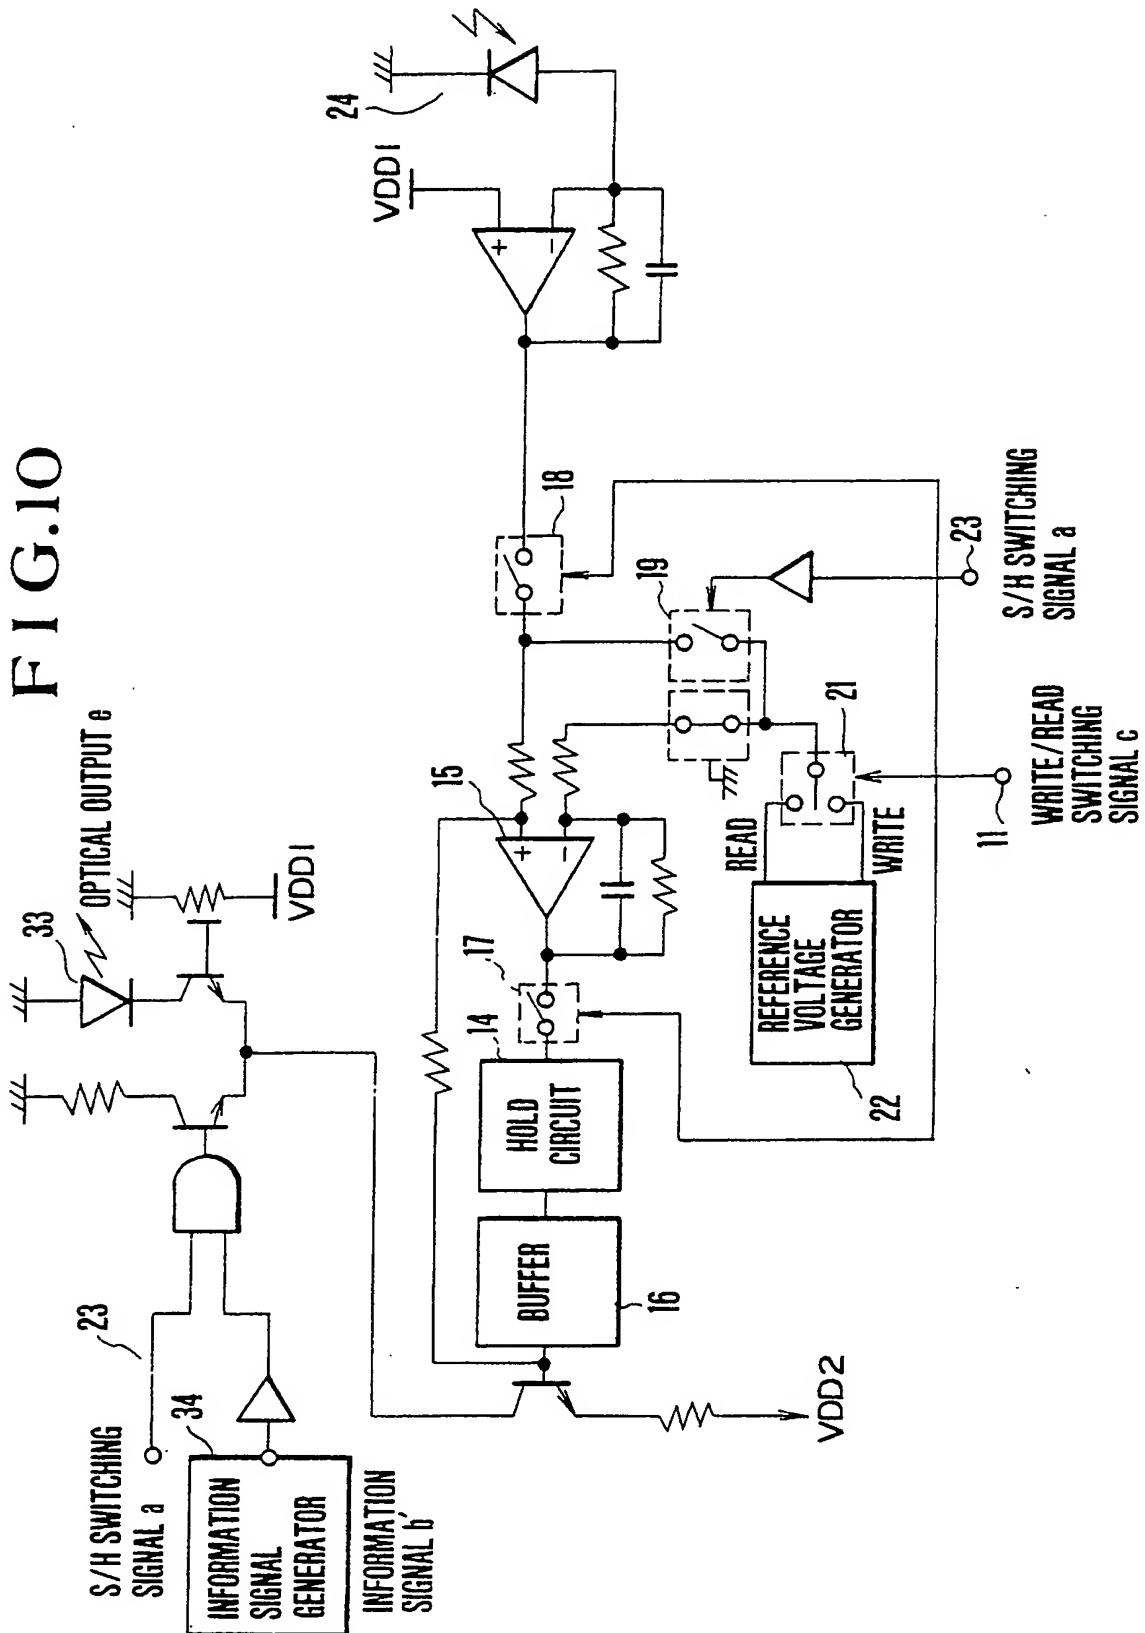 FIG.10
S/H SWITCHING
SIGNAL a
23
34
INFORMATION
SIGNAL
GENERATOR
INFORMATION
SIGNAL b'
33
OPTICAL OUTPUT e
VDD1
VDD2
BUFFER
16
HOLD
CIRCUIT
14
17
15
+
−
18
19
21
READ
WRITE
REFERENCE
VOLTAGE
GENERATOR
22
11
WRITE/READ
SWITCHING
SIGNAL c
23
S/H SWITCHING
SIGNAL a
VDD1
+
−
24